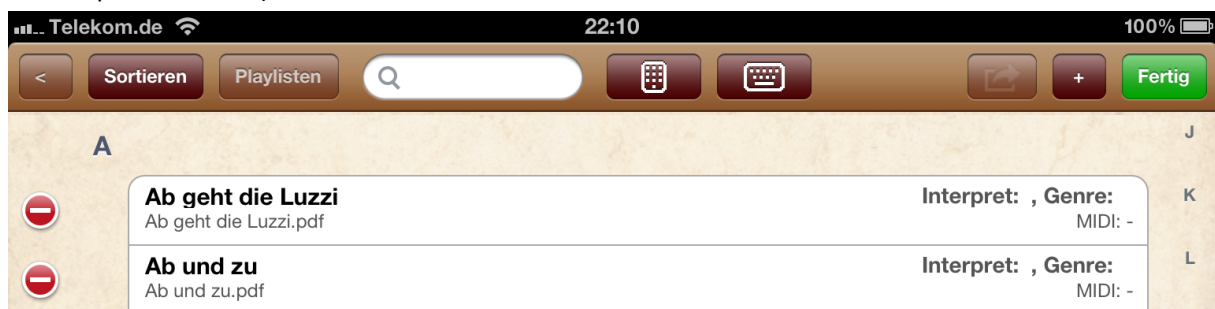 Telekom.de 22:10 100%
< Sortieren Playlisten + Fertig
J
A
Ab geht die Luzzi Interpret: , Genre: K
Ab geht die Luzzi.pdf MIDI: -
Ab und zu Interpret: , Genre: L
Ab und zu.pdf MIDI: -